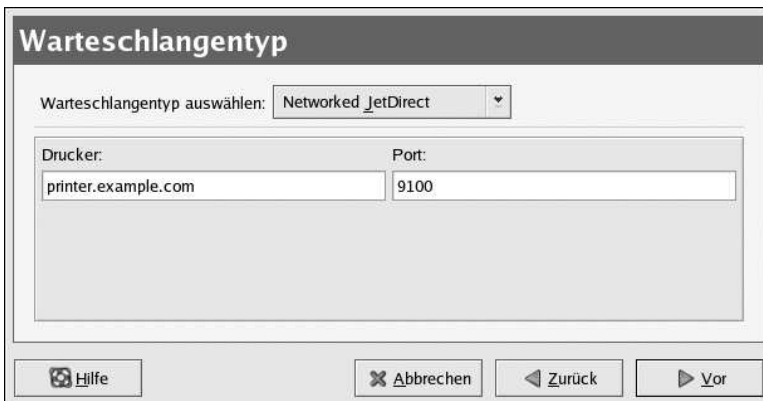 Warteschlangentyp
Warteschlangentyp auswählen: Networked JetDirect
Drucker: Port:
printer.example.com 9100
Hilfe Abbrechen Zurück Vor